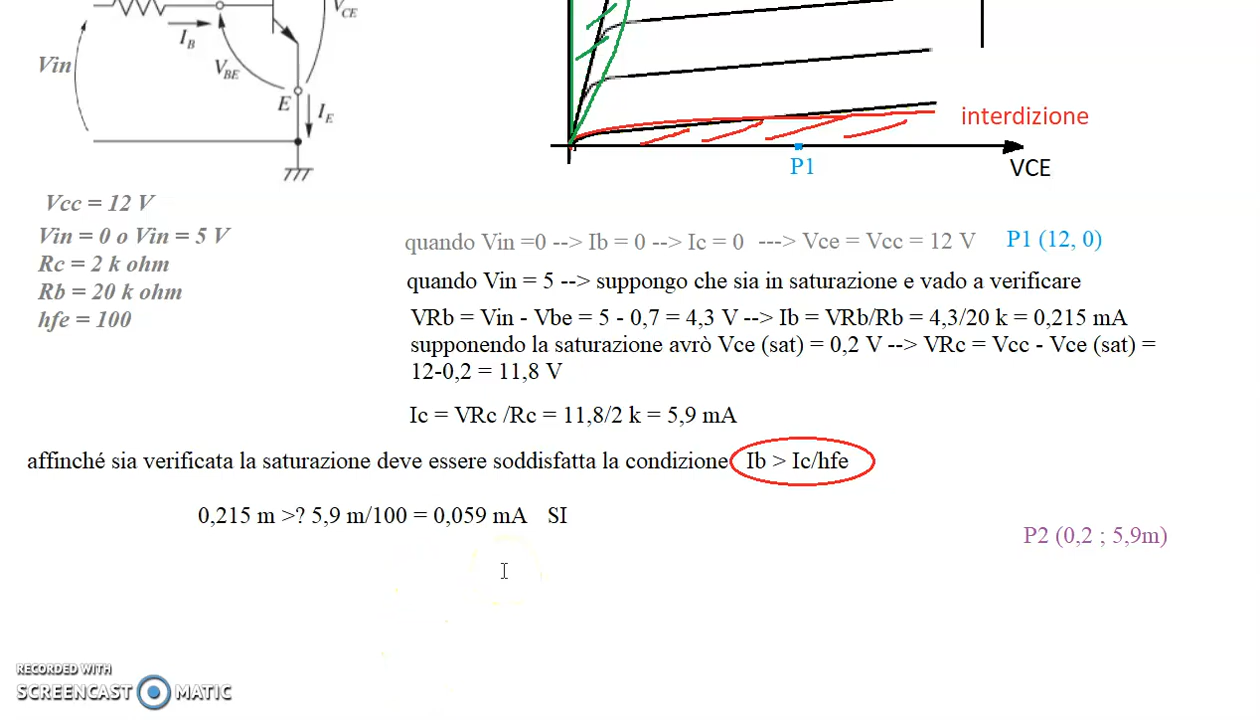 VCE
IB
Vin
VBE
E
IE
interdizione
P1
VCE
Vcc = 12 V
Vin = 0 o Vin = 5 V
Rc = 2 k ohm
Rb = 20 k ohm
hfe = 100
quando Vin =0 --> Ib = 0 --> Ic = 0 ---> Vce = Vcc = 12 V P1 (12, 0)
quando Vin = 5 --> suppongo che sia in saturazione e vado a verificare
VRb = Vin - Vbe = 5 - 0,7 = 4,3 V --> Ib = VRb/Rb = 4,3/20 k = 0,215 mA
supponendo la saturazione avrò Vce (sat) = 0,2 V --> VRc = Vcc - Vce (sat) =
12-0,2 = 11,8 V
Ic = VRc /Rc = 11,8/2 k = 5,9 mA
affinché sia verificata la saturazione deve essere soddisfatta la condizione Ib > Ic/hfe
0,215 m >? 5,9 m/100 = 0,059 mA SI
P2 (0,2 ; 5,9m)
RECORDED WITH
SCREENCAST MATIC